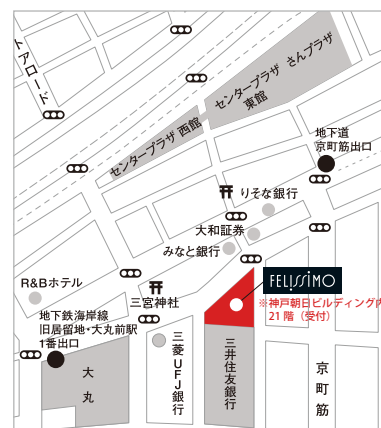 トアロード
センタープラザ 西館
センタープラザ
東館
さんプラザ
地下道
京町筋出口
りそな銀行
大和証券
みなと銀行
R&Bホテル
三宮神社
FELISSIMO
※神戸朝日ビルディング内
21階（受付）
地下鉄海岸線
旧居留地・大丸前駅
1番出口
大丸
三菱UFJ銀行
三井住友銀行
京町筋